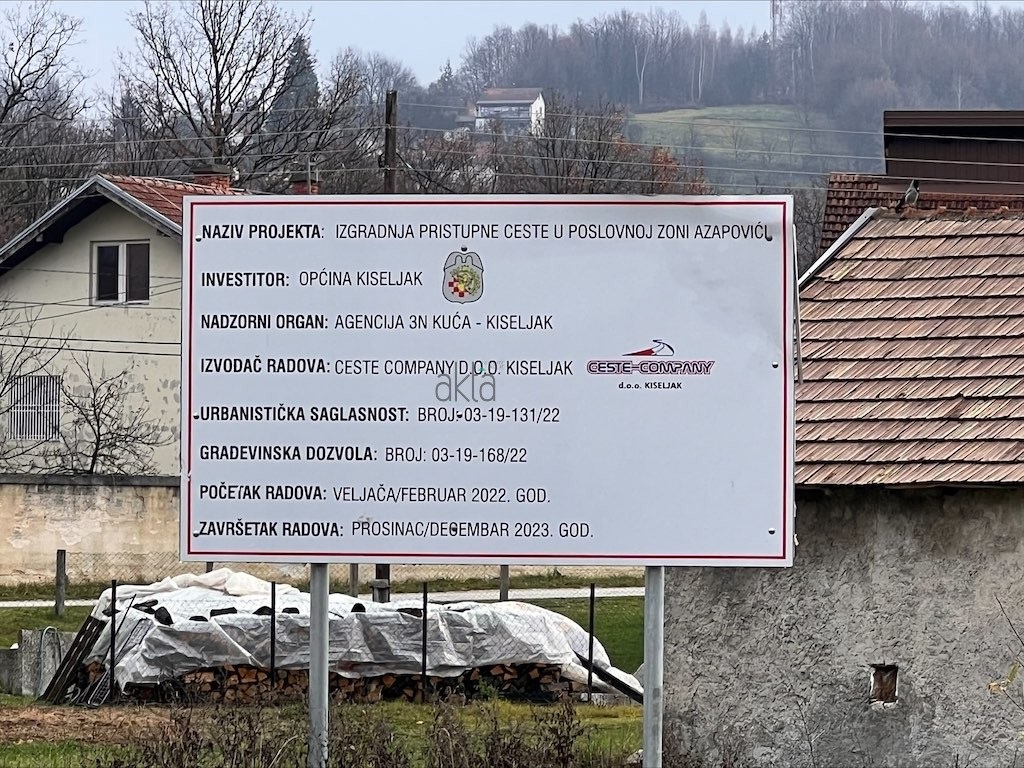 NAZIV PROJEKTA: IZGRADNJA PRISTUPNE CESTE U POSLOVNOJ ZONI AZAPOVIĆI
INVESTITOR: OPĆINA KISELJAK
NADZORNI ORGAN: AGENCIJA 3N KUĆA - KISELJAK
IZVODAČ RADOVA: CESTE COMPANY D.O.O. KISELJAK CESTE-COMPANY
d.o.o. KISELJAK
akta
URBANISTIČKA SAGLASNOST: BROJ: 03-19-131/22
GRAĐEVINSKA DOZVOLA: BROJ: 03-19-168/22
POČETAK RADOVA: VELJAČA/FEBRUAR 2022. GOD.
ZAVRŠETAK RADOVA: PROSINAC/DECEMBAR 2023. GOD.